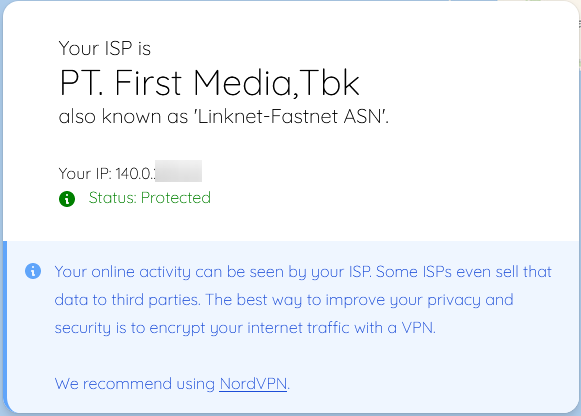 Your ISP is
PT. First Media,Tbk
also known as 'Linknet-Fastnet ASN'.
Your IP: 140.0.
Status: Protected
Your online activity can be seen by your ISP. Some ISPs even sell that
data to third parties. The best way to improve your privacy and
security is to encrypt your internet traffic with a VPN.
We recommend using NordVPN.